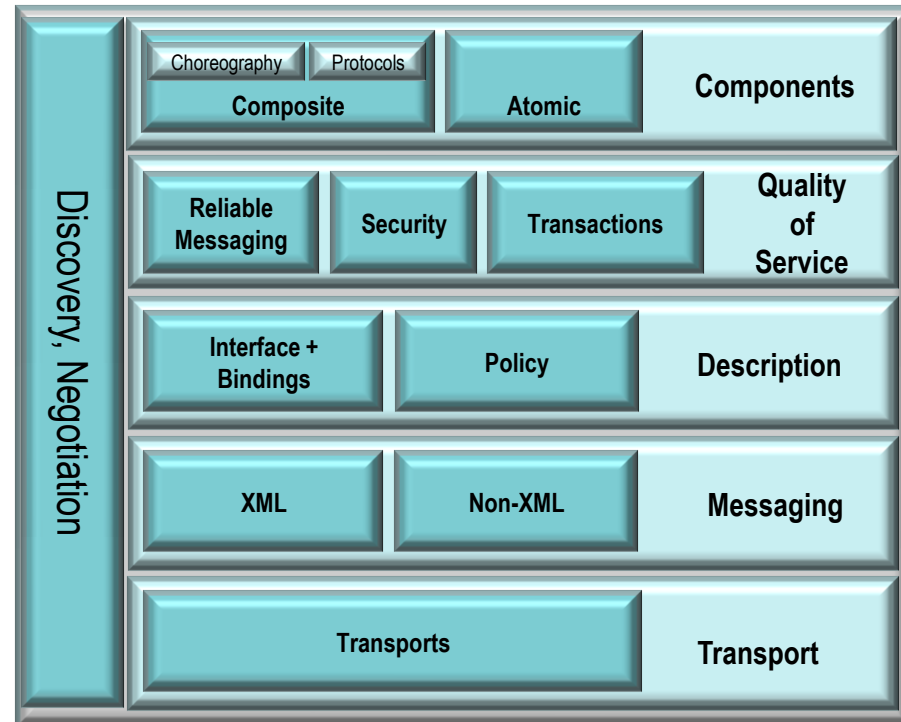 Discovery, Negotiation
Choreography
Protocols
Composite
Atomic
Components
Reliable
Messaging
Security
Transactions
Quality
of
Service
Interface +
Bindings
Policy
Description
XML
Non-XML
Messaging
Transports
Transport